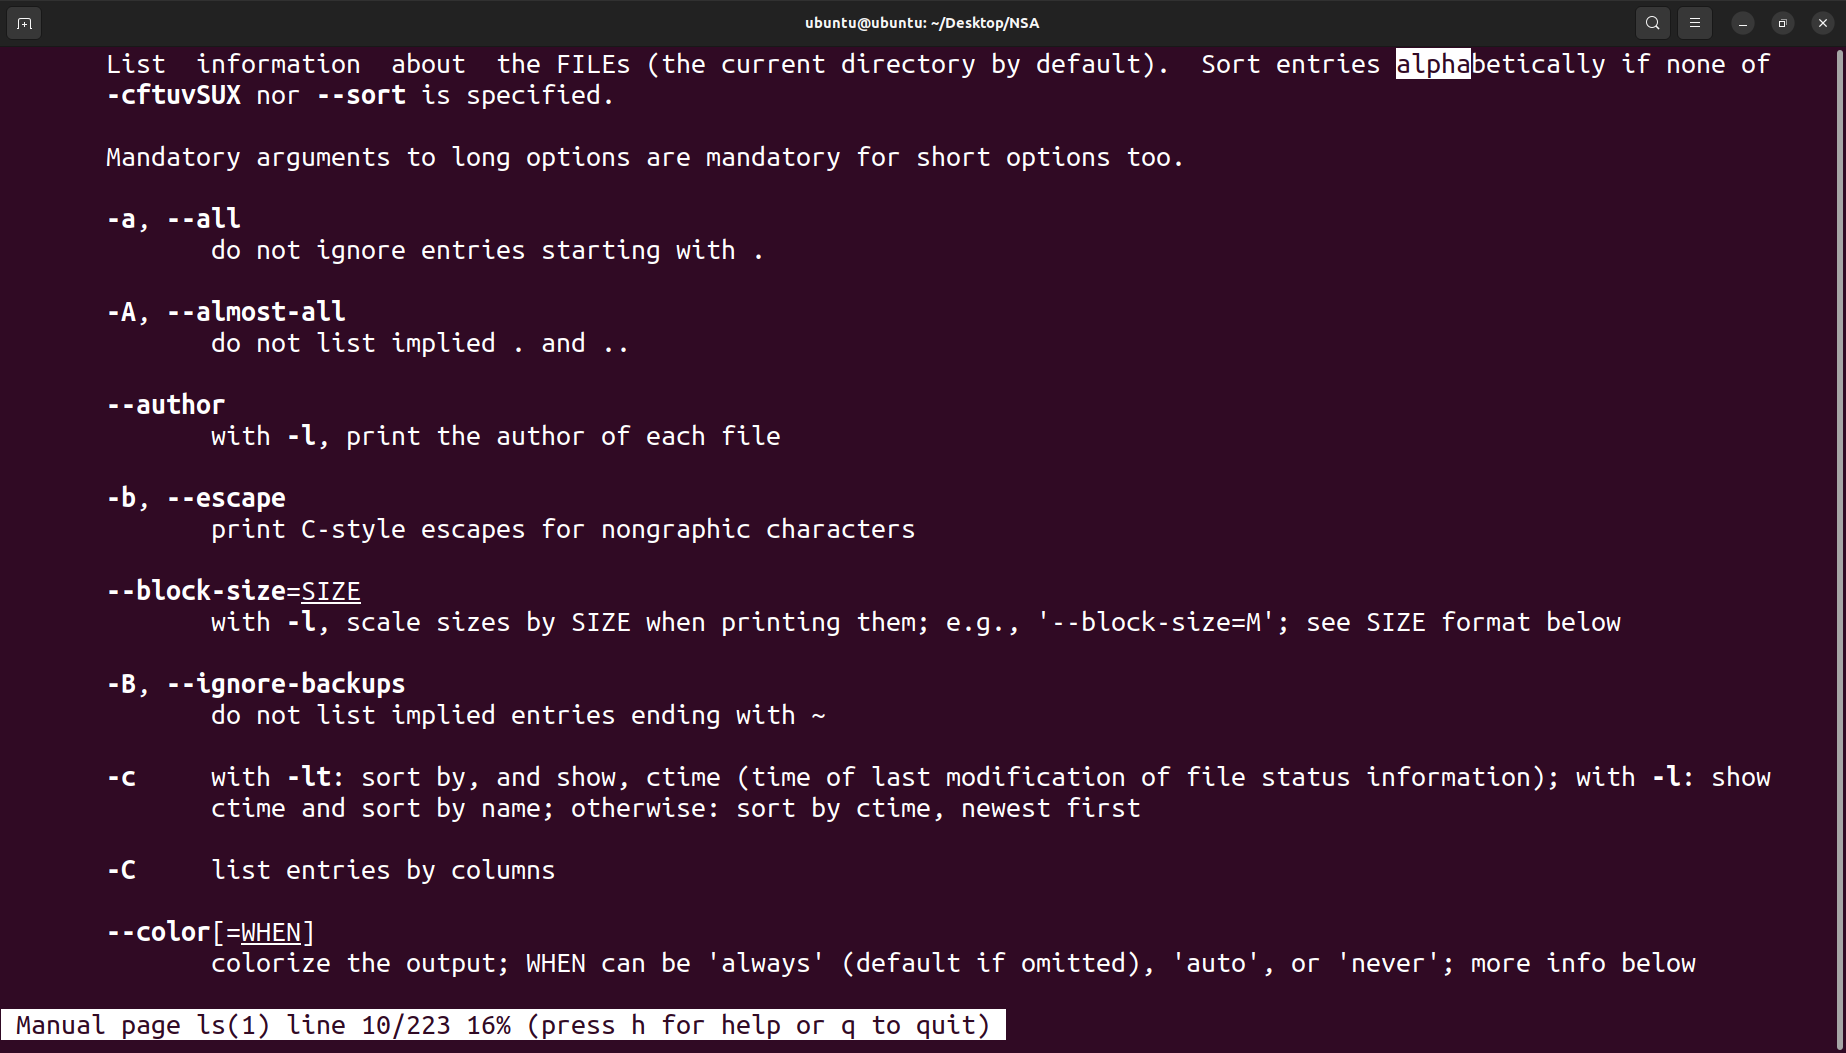 ubuntu@ubuntu: ~/Desktop/NSA
List  information  about  the FILEs (the current directory by default).  Sort entries alphabetically if none of
-cftuvSUX nor --sort is specified.
Mandatory arguments to long options are mandatory for short options too.
-a, --all
do not ignore entries starting with .
-A, --almost-all
do not list implied . and ..
--author
with -l, print the author of each file
-b, --escape
print C-style escapes for nongraphic characters
--block-size=SIZE
with -l, scale sizes by SIZE when printing them; e.g., '--block-size=M'; see SIZE format below
-B, --ignore-backups
do not list implied entries ending with ~
-c     with -lt: sort by, and show, ctime (time of last modification of file status information); with -l: show
ctime and sort by name; otherwise: sort by ctime, newest first
-C     list entries by columns
--color[=WHEN]
colorize the output; WHEN can be 'always' (default if omitted), 'auto', or 'never'; more info below
Manual page ls(1) line 10/223 16% (press h for help or q to quit)